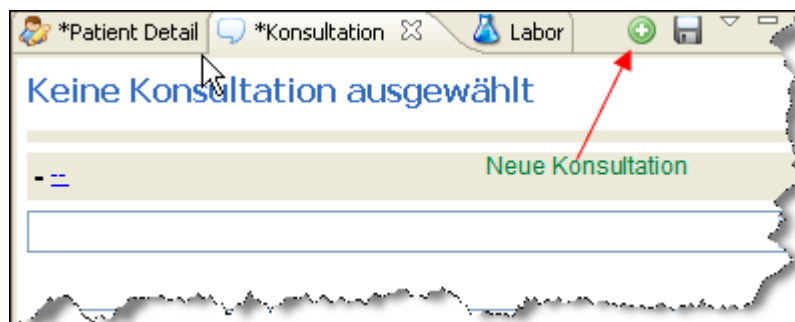 *Patient Detail *Konsultation Labor
Keine Konsultation ausgewählt
Neue Konsultation
- --